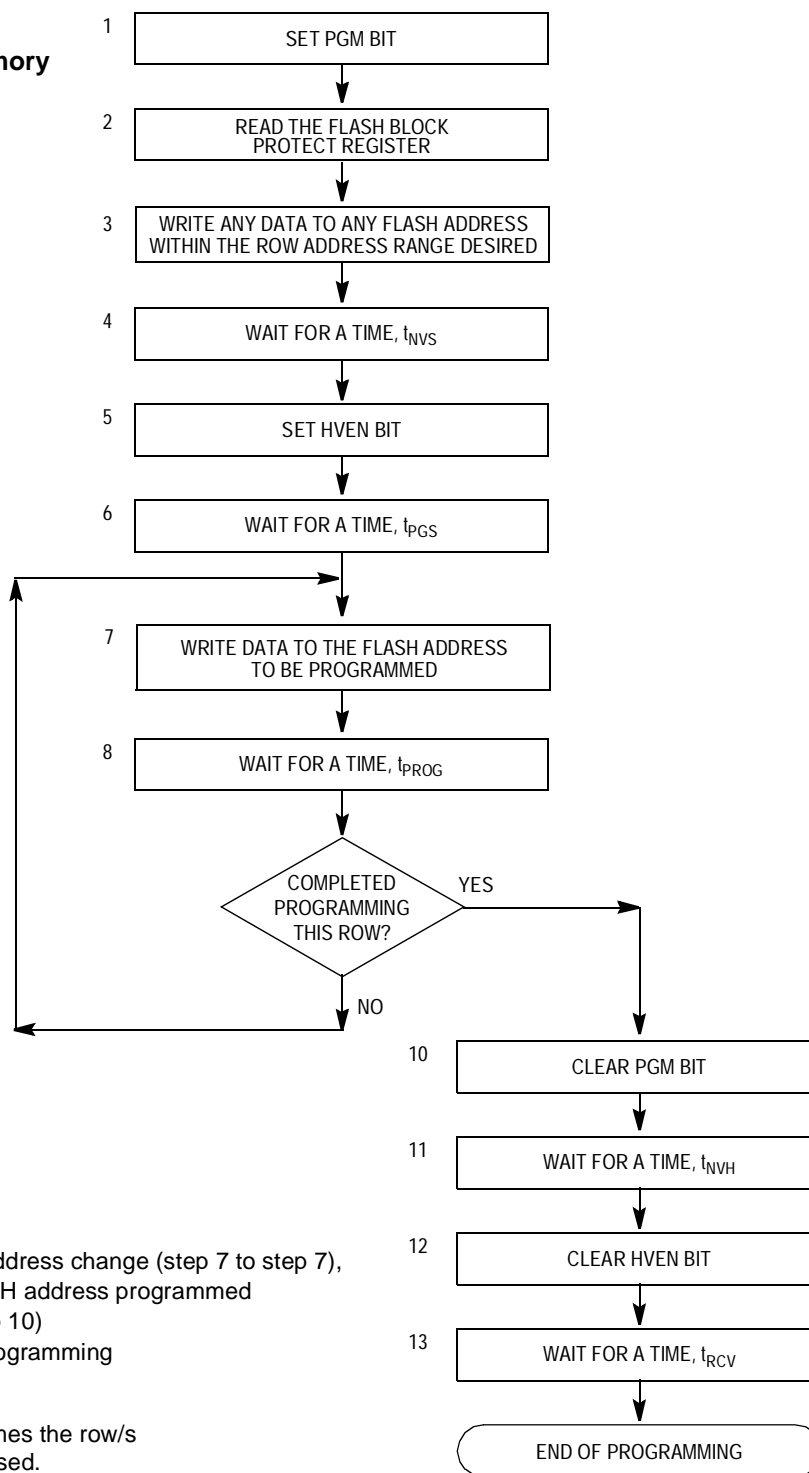 1
SET PGM BIT
mory
2
READ THE FLASH BLOCK
PROTECT REGISTER
3
WRITE ANY DATA TO ANY FLASH ADDRESS
WITHIN THE ROW ADDRESS RANGE DESIRED
4
WAIT FOR A TIME, tNVS
5
SET HVEN BIT
6
WAIT FOR A TIME, tPGS
7
WRITE DATA TO THE FLASH ADDRESS
TO BE PROGRAMMED
8
WAIT FOR A TIME, tPROG
COMPLETED
PROGRAMMING
THIS ROW?
YES
NO
10
CLEAR PGM BIT
11
WAIT FOR A TIME, tNVH
12
CLEAR HVEN BIT
13
WAIT FOR A TIME, tRCV
END OF PROGRAMMING
ddress change (step 7 to step 7),
H address programmed
10)
ogramming
nes the row/s
sed.